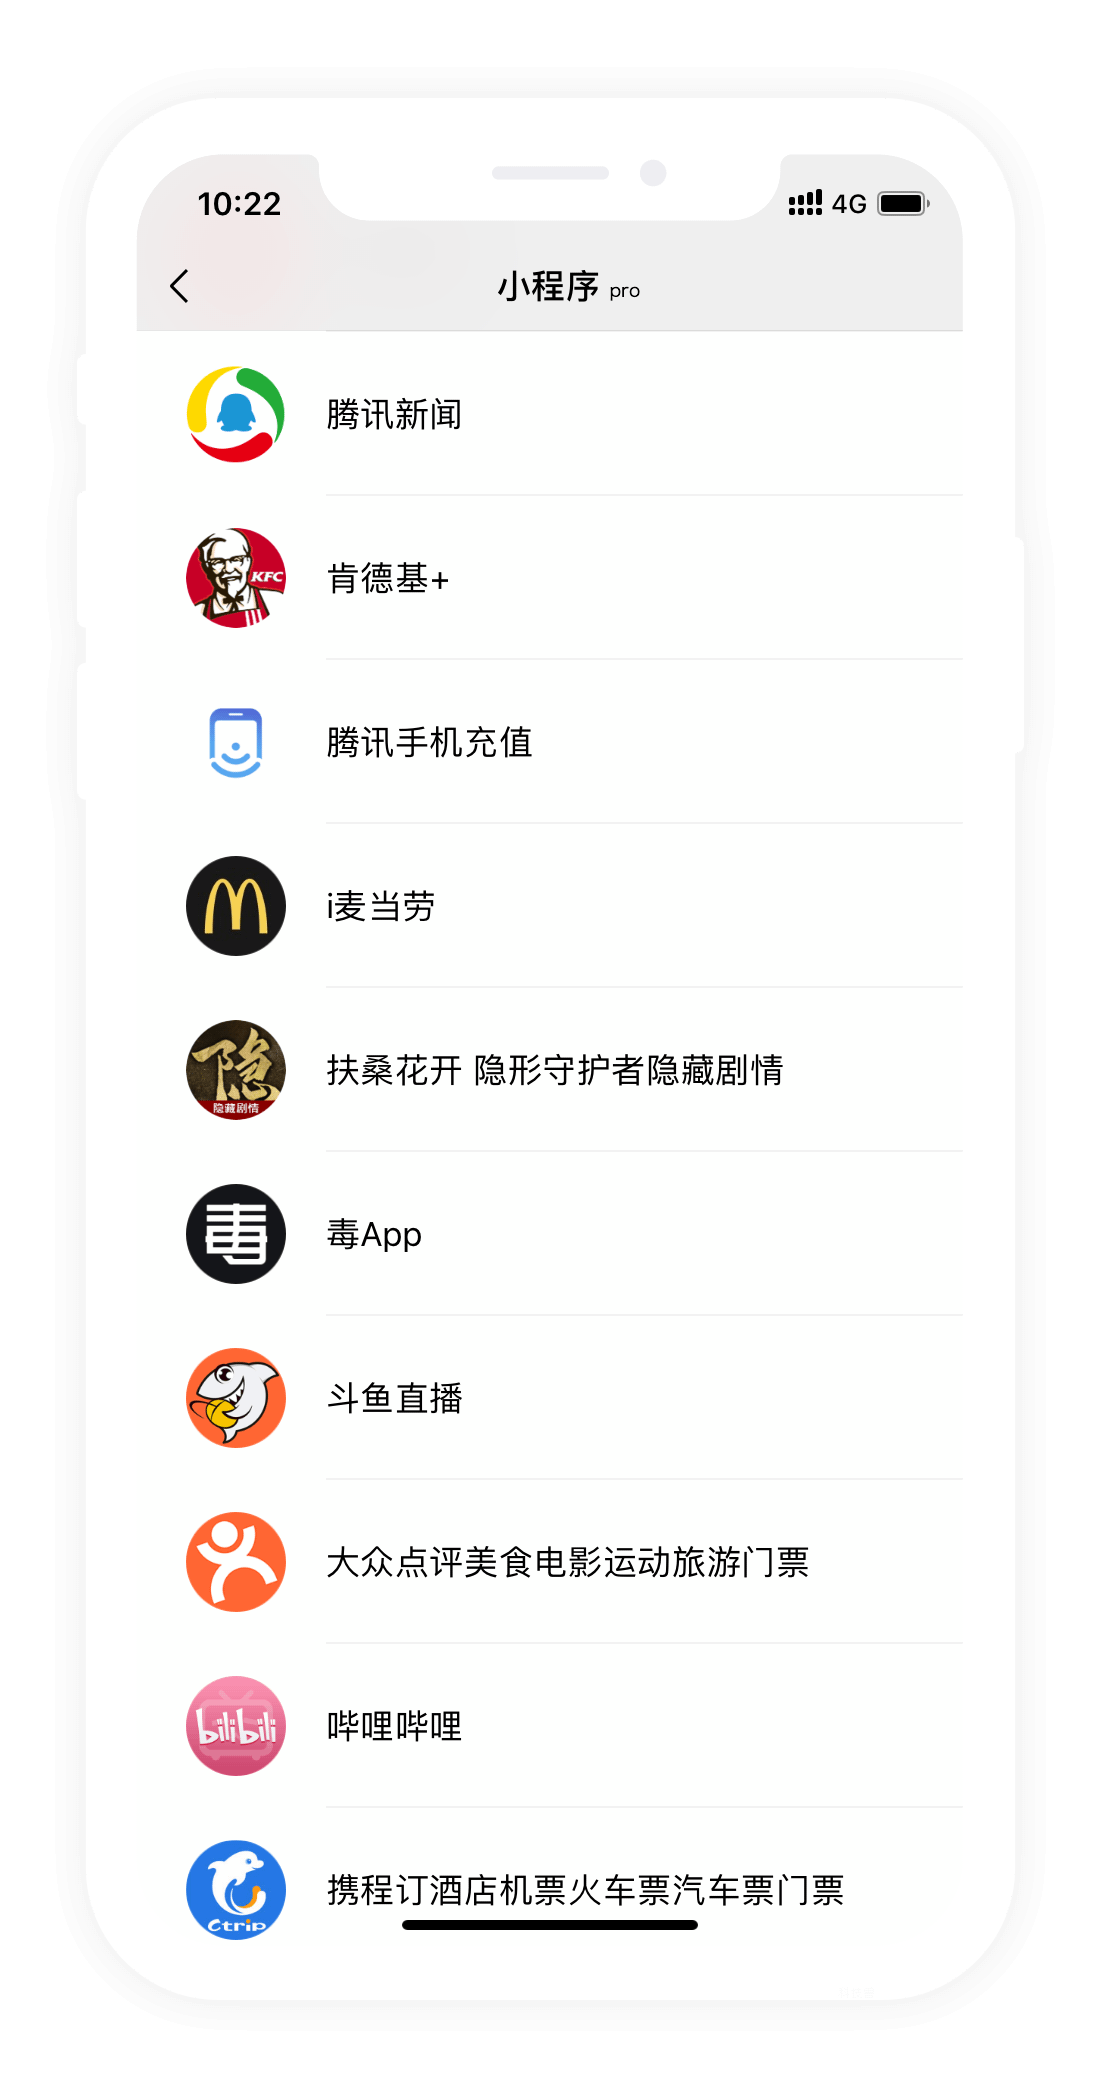 10:22
4G
小程序 pro
腾讯新闻
KFC
肯德基+
腾讯手机充值
i麦当劳
隐
隐藏剧情
扶桑花开 隐形守护者隐藏剧情
毒
毒App
斗鱼直播
大众点评美食电影运动旅游门票
bilibili
哔哩哔哩
Ctrip
携程订酒店机票火车票汽车票门票